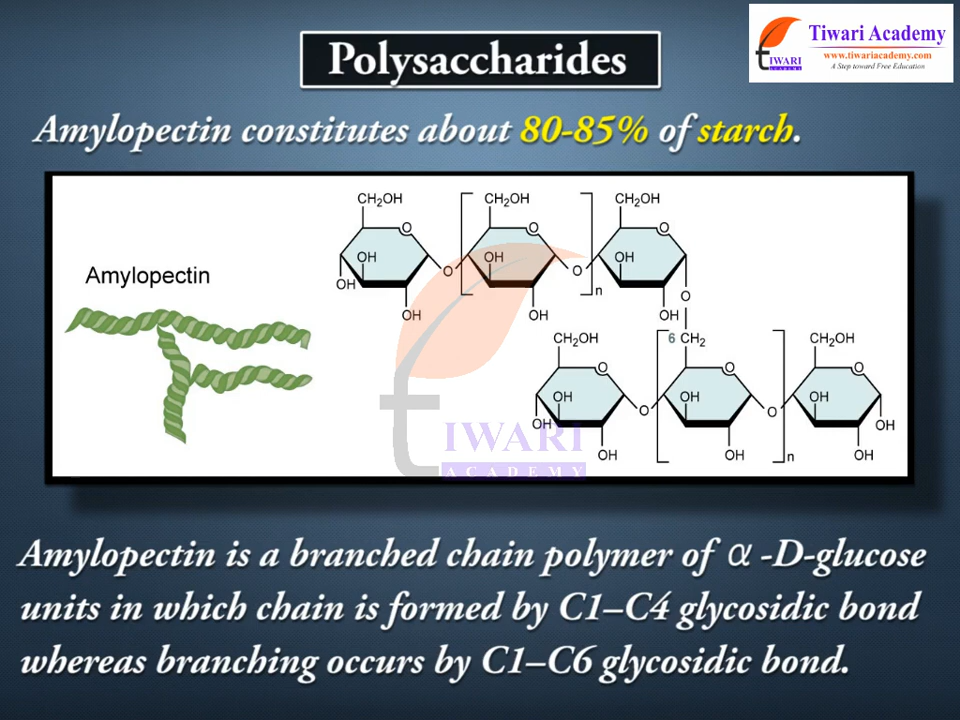 Polysaccharides
Tiwari Academy
www.tiwariacademy.com
A Step toward Free Education
TIWARI
ACADEMY
Amylopectin constitutes about 80-85% of starch.
Amylopectin
CH₂OH
CH₂OH
CH₂OH
O
O
O
OH
OH
OH
OH
O
O
n
OH
OH
OH
O
CH₂OH
6 CH₂
CH₂OH
O
O
O
OH
OH
OH
OH
O
O
OH
OH
OH
OH
n
TIWARI
ACADEMY
Amylopectin is a branched chain polymer of α -D-glucose
units in which chain is formed by C1–C4 glycosidic bond
whereas branching occurs by C1–C6 glycosidic bond.